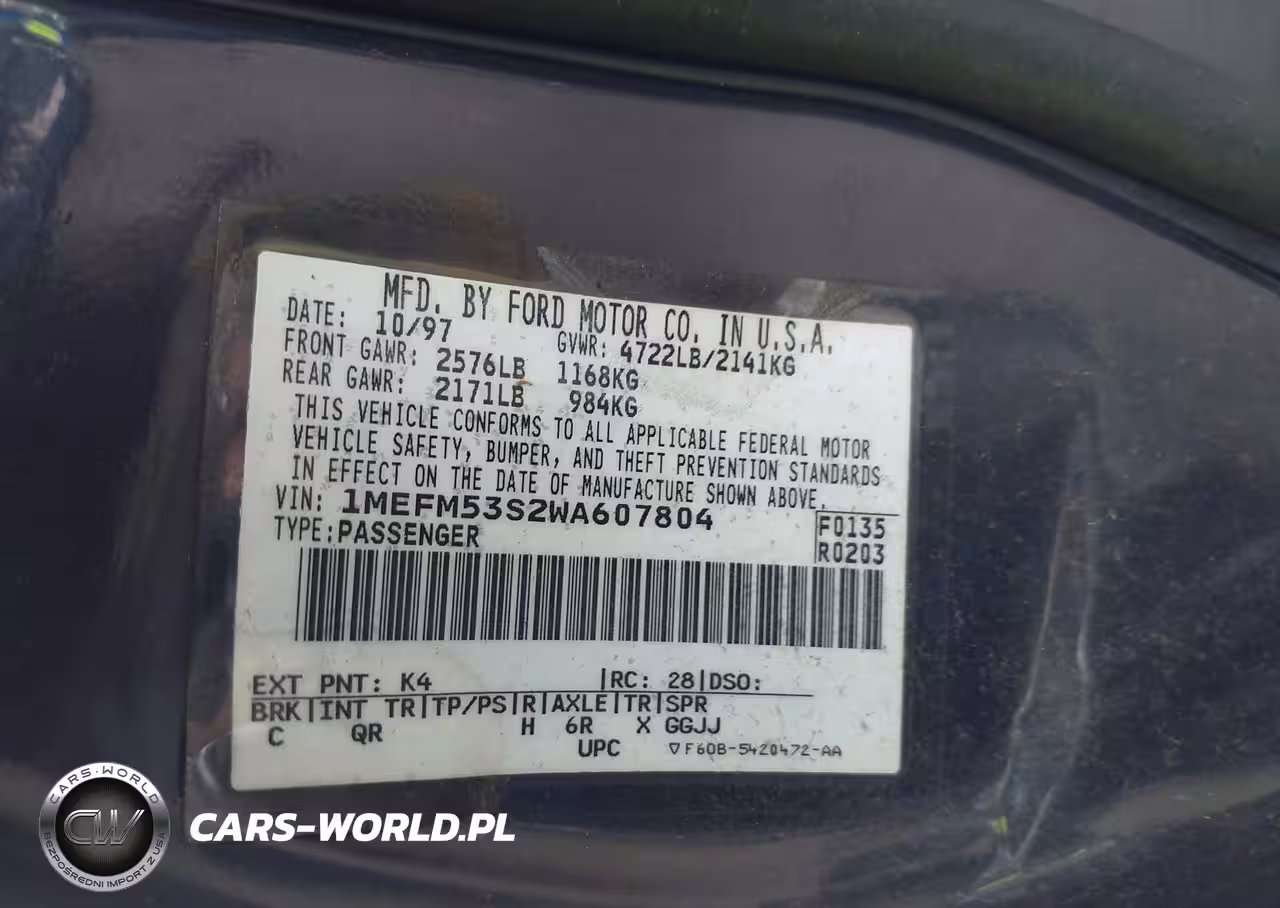 MFD. BY FORD MOTOR CO. IN U.S.A.
DATE: 10/97 GVWR: 4722LB/2141KG
FRONT GAWR: 2576LB 1168KG
REAR GAWR: 2171LB 984KG
THIS VEHICLE CONFORMS TO ALL APPLICABLE FEDERAL MOTOR
VEHICLE SAFETY, BUMPER, AND THEFT PREVENTION STANDARDS
IN EFFECT ON THE DATE OF MANUFACTURE SHOWN ABOVE.
VIN: 1MEFM53S2WA607804
F0135
TYPE: PASSENGER
R0203
EXT PNT: K4 |RC: 28|DSO:
BRK|INT TR|TP/PS|R|AXLE|TR|SPR
C QR H 6R X GGJJ
UPC ▽F60B-5420472-AA
CARS-WORLD
CW
BEZPOŚREDNI IMPORT Z USA
CARS-WORLD.PL